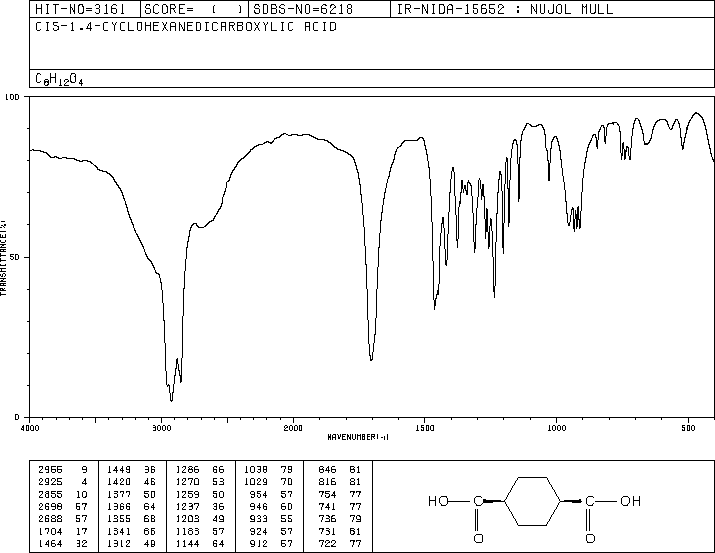 HIT-NO=3161 SCORE= ( ) SDBS-NO=6218 IR-NIDA-15652 : NUJOL MULL
CIS-1,4-CYCLOHEXANEDICARBOXYLIC ACID
C8H12O4
100
50
0
TRANSMITTANCE(%)
4000 3000 2000 1500 1000 500
WAVENUMBER(-1)
2955 9 1449 36 1286 66 1038 79 846 81
2925 4 1420 46 1270 53 1029 70 816 81
2855 10 1377 50 1259 50 954 57 754 77
2698 57 1366 64 1237 36 946 60 741 77
2688 57 1355 68 1203 49 933 55 736 79
1704 17 1341 66 1183 57 924 57 731 81
1464 32 1312 49 1144 64 912 57 722 77
HO C C OH
O O